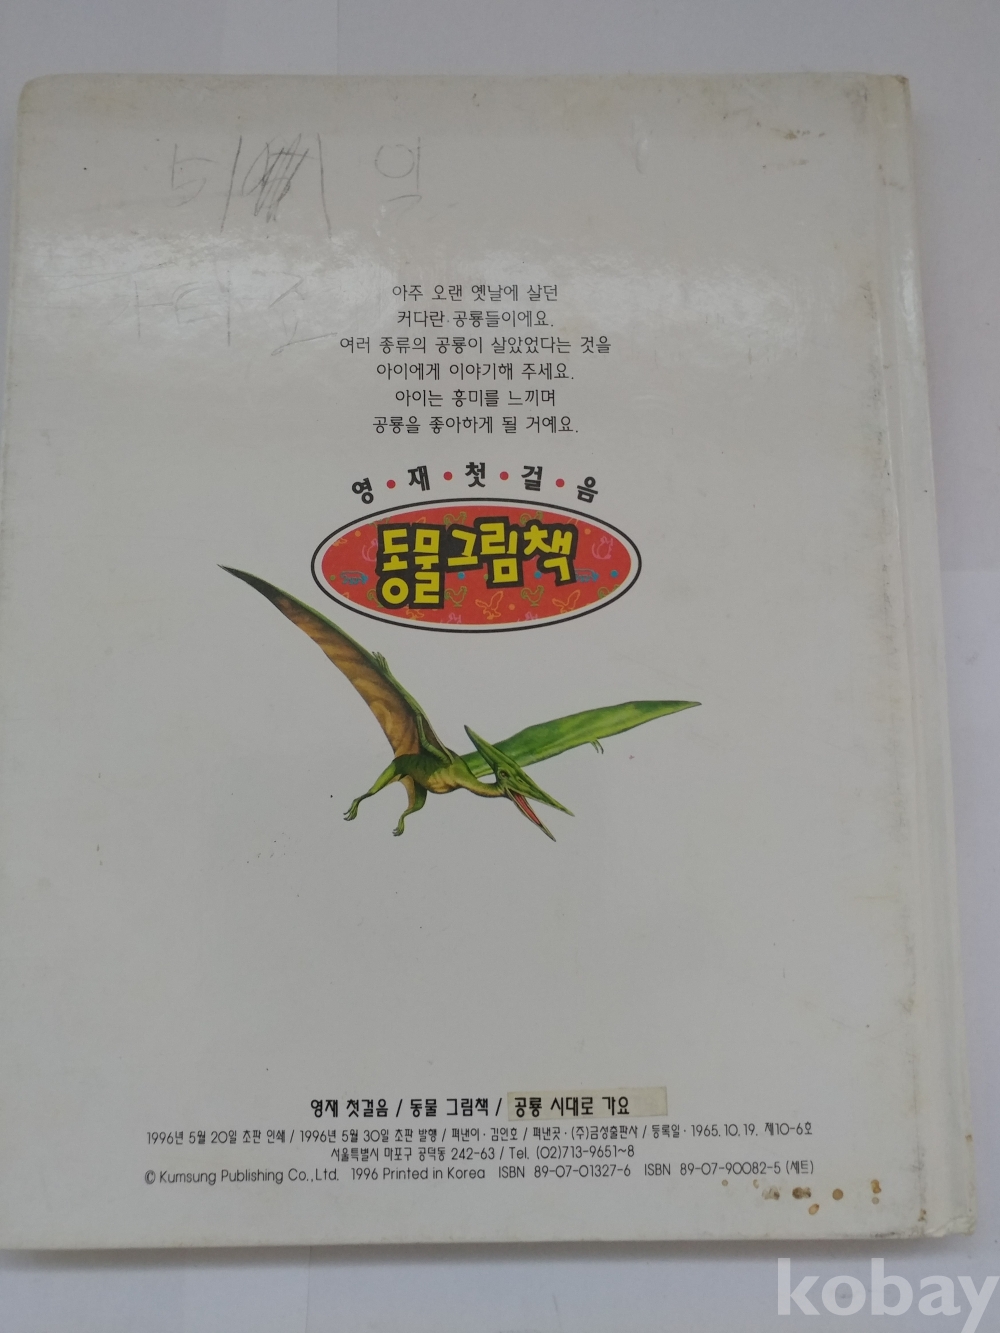 아주 오랜 옛날에 살던
커다란 공룡들이에요.
여러 종류의 공룡이 살았었다는 것을
아이에게 이야기해 주세요.
아이는 흥미를 느끼며
공룡을 좋아하게 될 거예요.
영·재·첫·걸·음
동물그림책
영재 첫걸음 / 동물 그림책 / 공룡 시대로 가요
1996년 5월 20일 초판 인쇄 / 1996년 5월 30일 초판 발행 / 펴낸이·김인호 / 펴낸곳·(주)금성출판사 / 등록일·1965. 10. 19. 제10-6호
서울특별시 마포구 공덕동 242-63 / Tel. (02)713-9651~8
© Kumsung Publishing Co.,Ltd. 1996 Printed in Korea ISBN 89-07-01327-6 ISBN 89-07-90082-5 (세트)
kobay